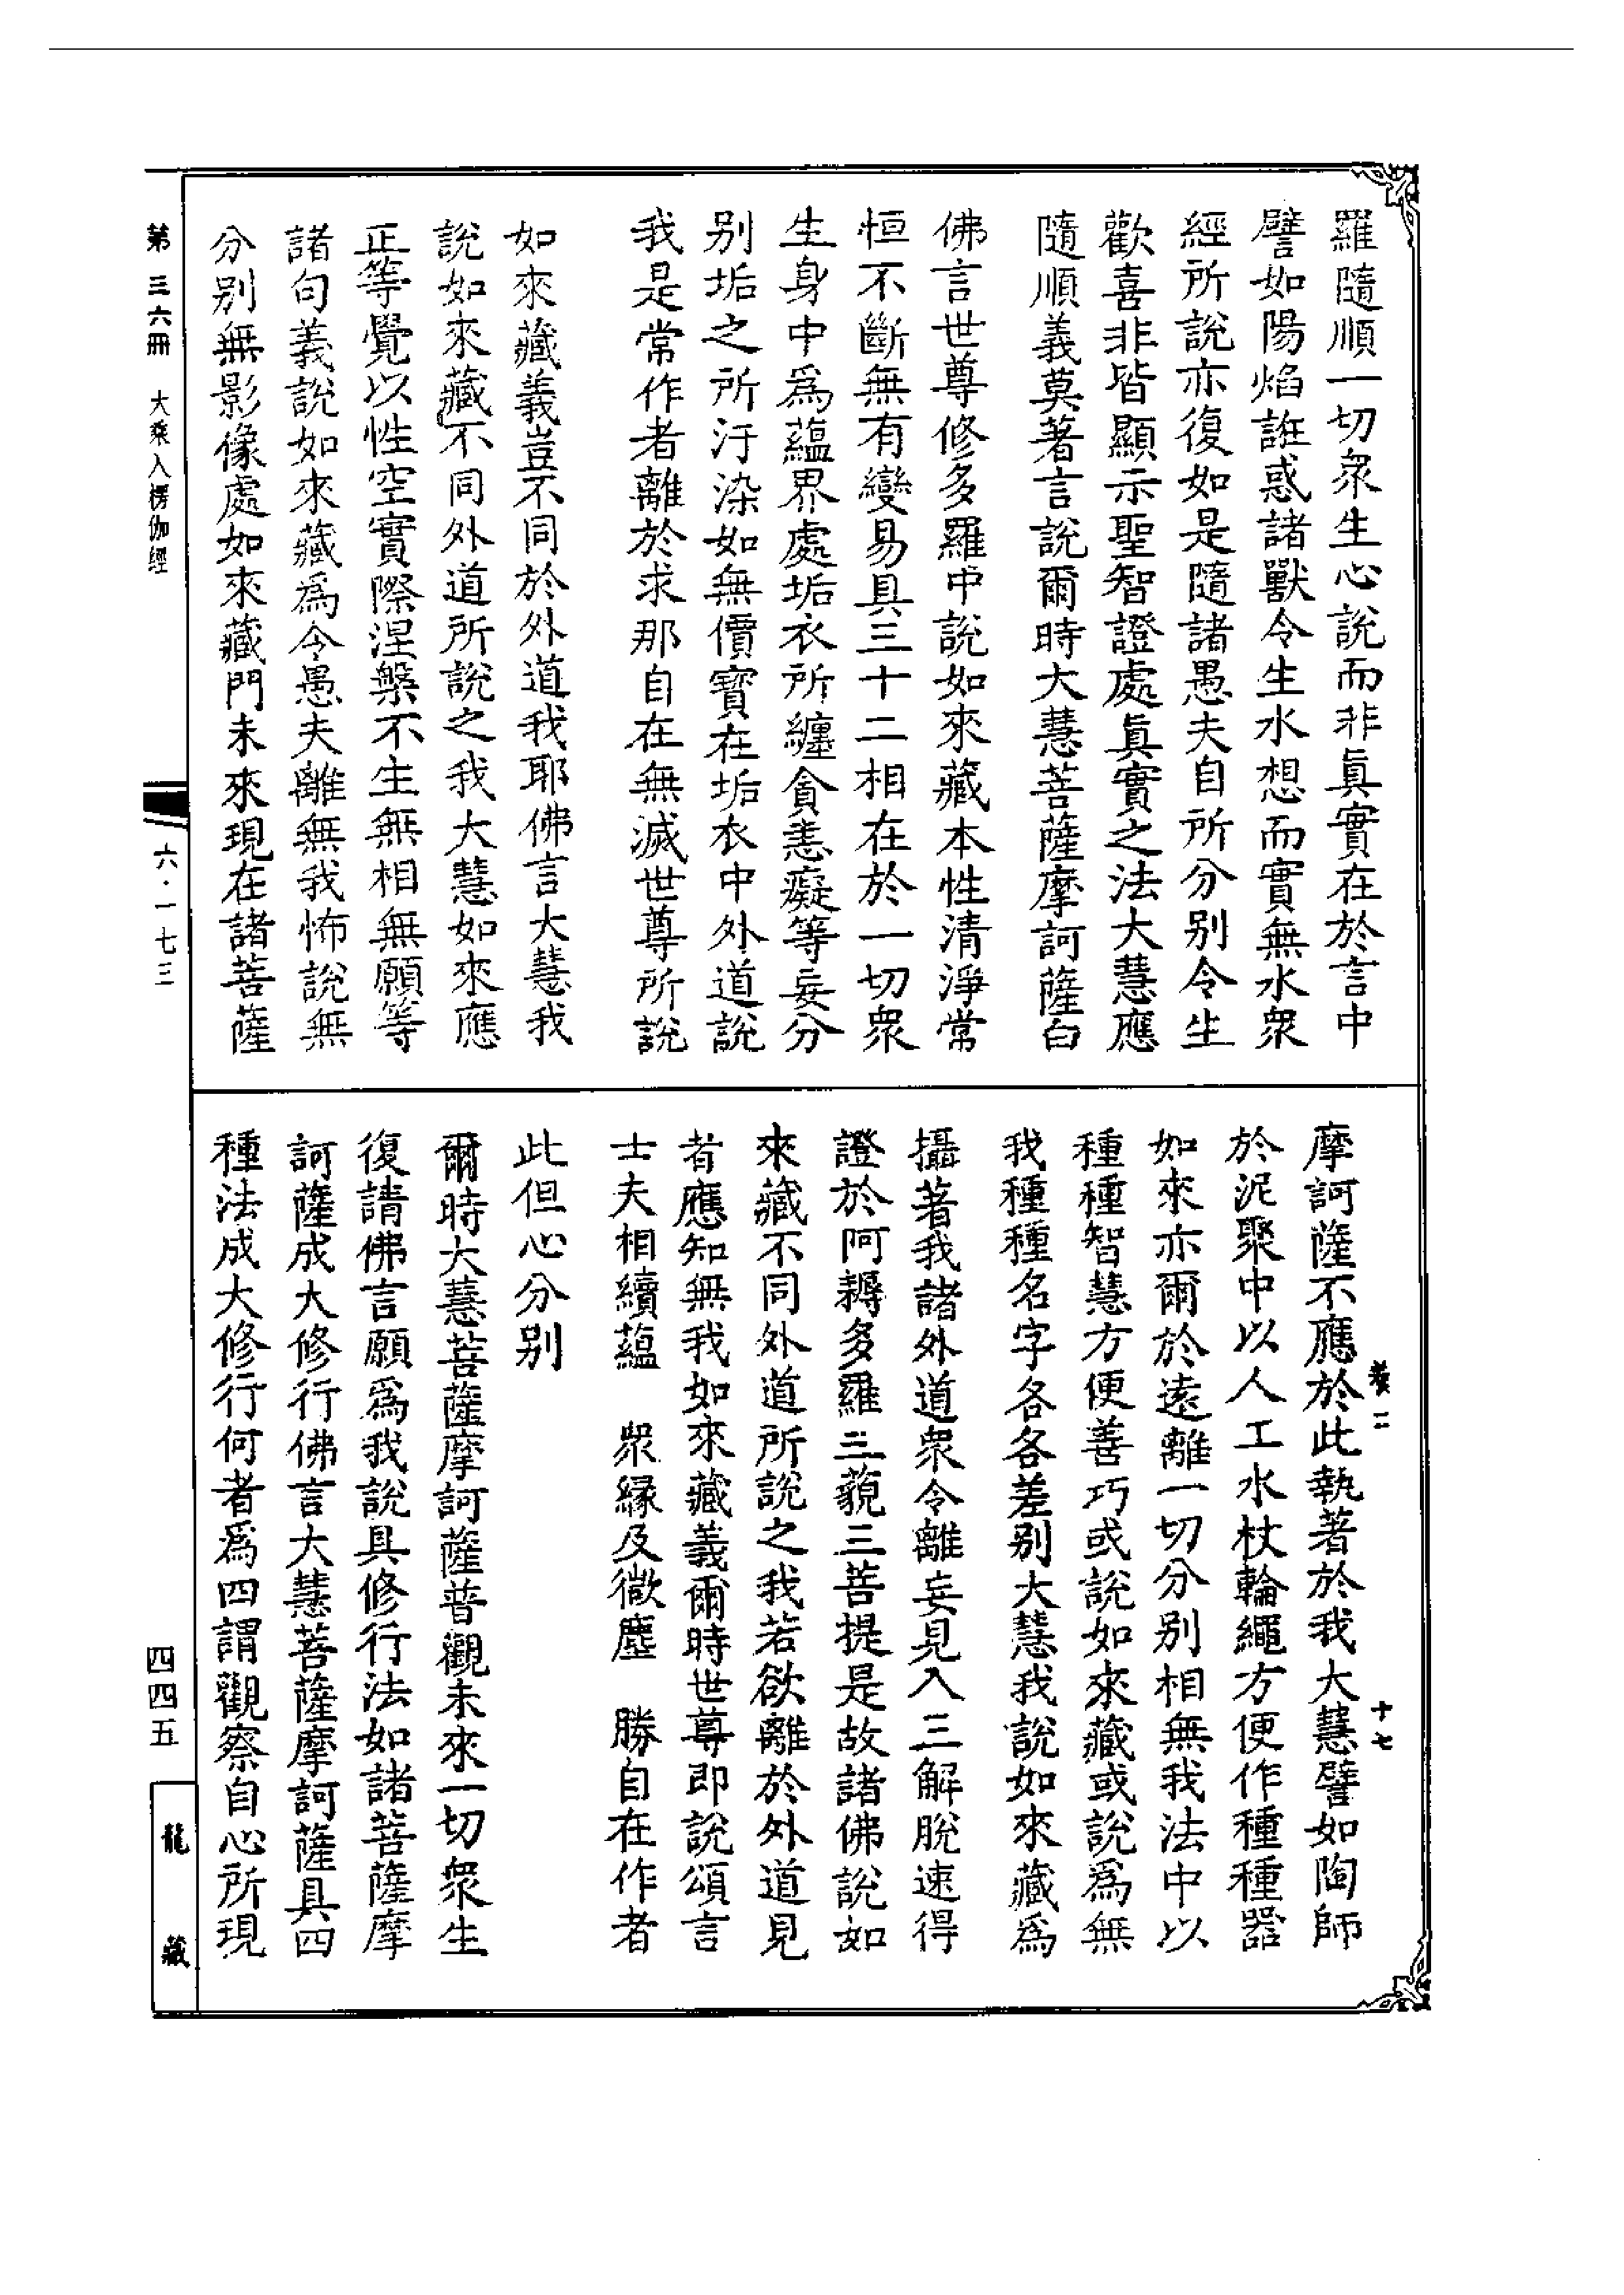 羅隨順一切衆生心說而非眞實在於言中
譬如陽焰誑惑諸獸令生水想而實無水衆
經所說亦復如是隨諸愚夫自所分别令生
歡喜非皆顯示聖智證處眞實之法大慧應
隨順義莫著言說爾時大慧菩薩摩訶薩白
佛言世尊修多羅中說如來藏本性清淨常
恒不斷無有變易具三十二相在於一切衆
生身中爲蘊界處垢衣所纏貪恚癡等妄分
别垢之所汙染如無價寶在垢衣中外道說
我是常作者離於求那自在無滅世尊所說
如來藏義豈不同於外道我耶佛言大慧我
說如來藏不同外道所說之我大慧如來應
正等覺以性空實際涅槃不生無相無願等
諸句義說如來藏爲令愚夫離無我怖說無
分别無影像處如來藏門未來現在諸菩薩
摩訶薩不應於此執著於我大慧譬如陶師
於泥聚中以人工水杖輪繩方便作種種器
如來亦爾於遠離一切分别相無我法中以
種種智慧方便善巧或說如來藏或說爲無
我種種名字各各差别大慧我說如來藏爲
攝著我諸外道衆令離妄見入三解脫速得
證於阿耨多羅三藐三菩提是故諸佛說如
來藏不同外道所說之我若欲離於外道見
者應知無我如來藏義爾時世尊即說頌言
士夫相續蘊　衆緣及微塵　勝自在作者
此但心分别
爾時大慧菩薩摩訶薩普觀未來一切衆生
復請佛言願爲我說具修行法如諸菩薩摩
訶薩成大修行佛言大慧菩薩摩訶薩具四
種法成大修行何者爲四謂觀察自心所現
卷二　十七
第三六冊　大乘入楞伽經
六·一七三
四四五
龍藏